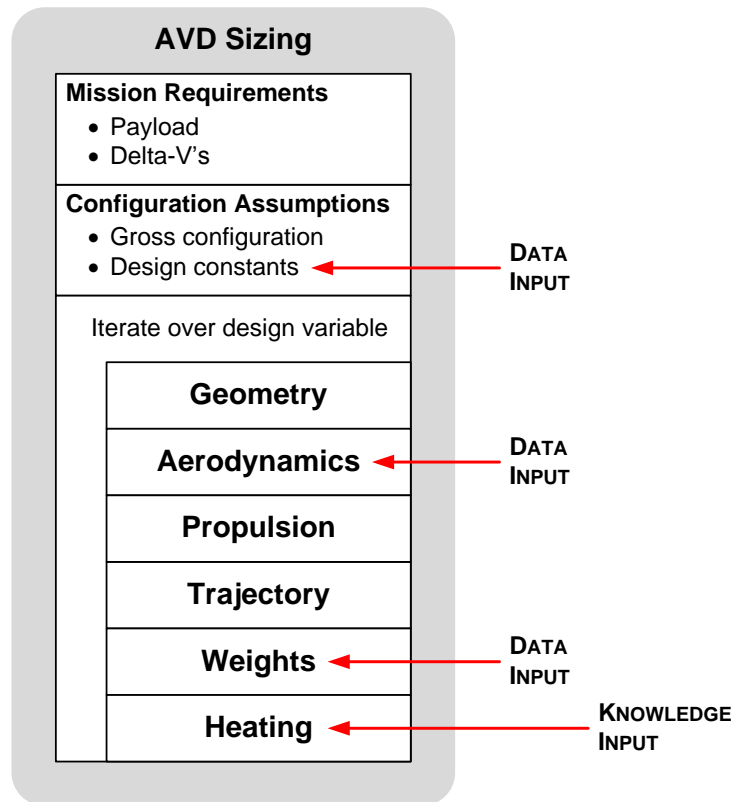 AVD Sizing
Mission Requirements
• Payload
• Delta-V's
Configuration Assumptions
• Gross configuration
• Design constants
DATA
INPUT
Iterate over design variable
Geometry
Aerodynamics
DATA
INPUT
Propulsion
Trajectory
Weights
DATA
INPUT
Heating
KNOWLEDGE
INPUT